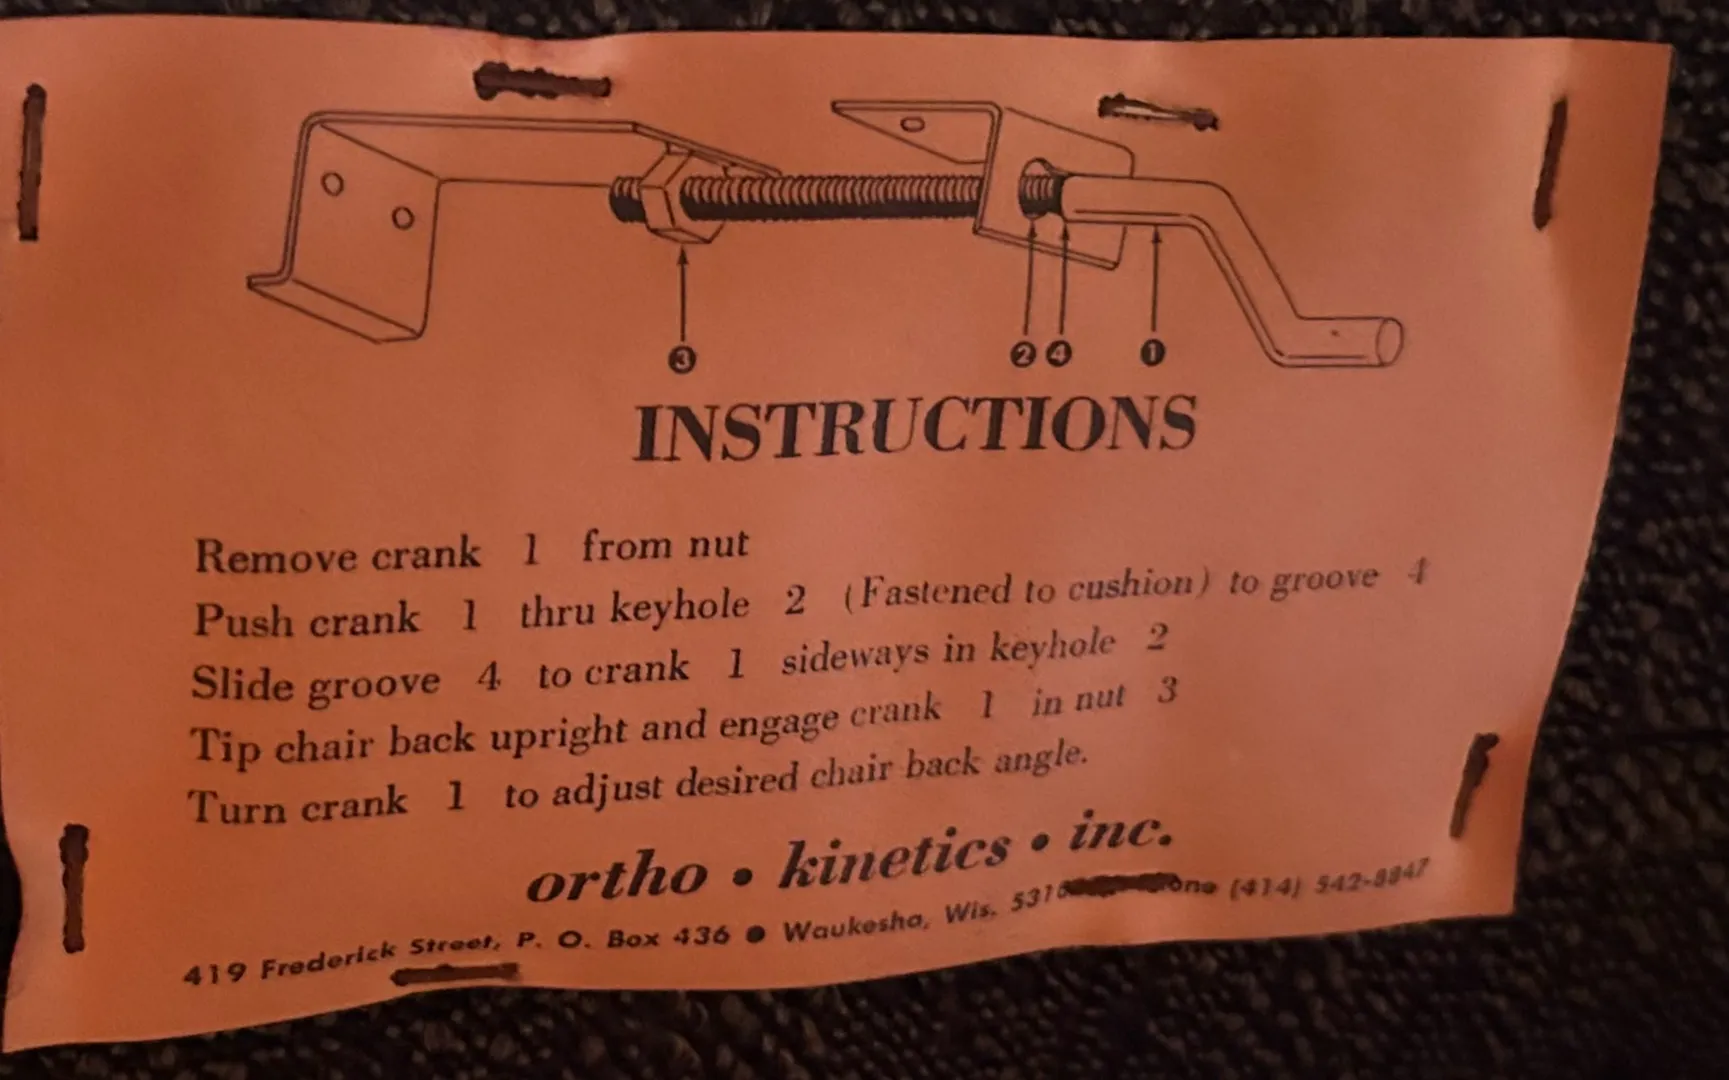 3 2 4 1
INSTRUCTIONS
Remove crank 1 from nut
Push crank 1 thru keyhole 2 (Fastened to cushion) to groove 4
Slide groove 4 to crank 1 sideways in keyhole 2
Tip chair back upright and engage crank 1 in nut 3
Turn crank 1 to adjust desired chair back angle.
ortho • kinetics • inc.
419 Frederick Street, P. O. Box 436 • Waukesha, Wis. (414)